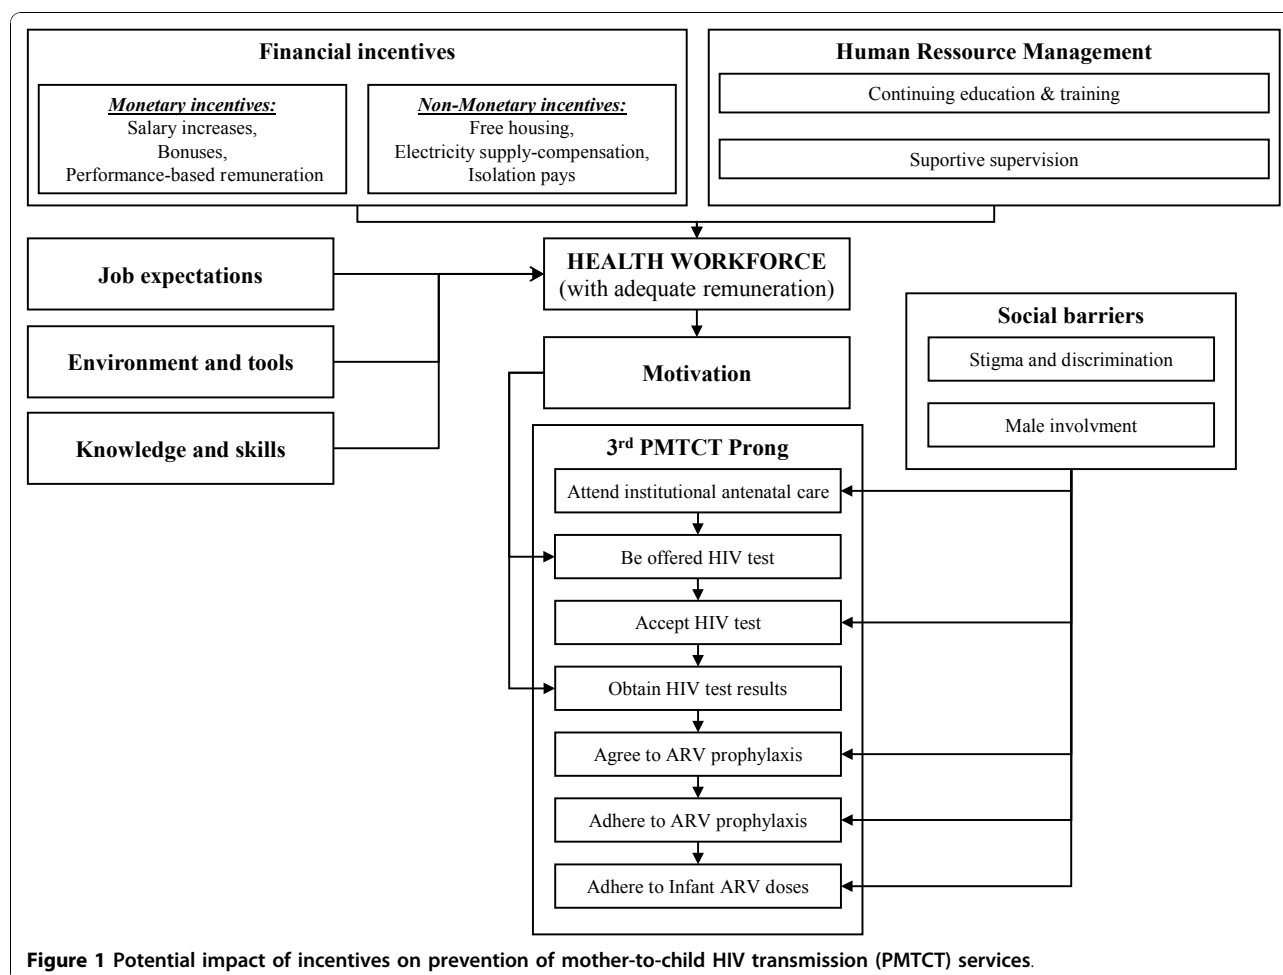 Financial incentives
Monetary incentives:
Salary increases,
Bonuses,
Performance-based remuneration
Non-Monetary incentives:
Free housing,
Electricity supply-compensation,
Isolation pays
Human Ressource Management
Continuing education & training
Suportive supervision
Job expectations
Environment and tools
Knowledge and skills
HEALTH WORKFORCE
(with adequate remuneration)
Motivation
Social barriers
Stigma and discrimination
Male involvment
3rd PMTCT Prong
Attend institutional antenatal care
Be offered HIV test
Accept HIV test
Obtain HIV test results
Agree to ARV prophylaxis
Adhere to ARV prophylaxis
Adhere to Infant ARV doses
Figure 1 Potential impact of incentives on prevention of mother-to-child HIV transmission (PMTCT) services.